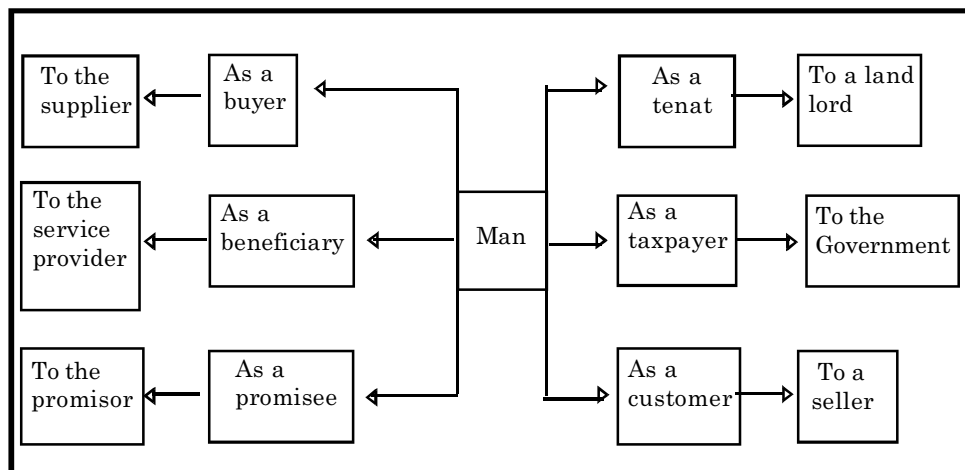 To the
supplier
As a
buyer
As a
tenat
To a land
lord
To the
service
provider
As a
beneficiary
Man
As a
taxpayer
To the
Government
To the
promisor
As a
promisee
As a
customer
To a
seller